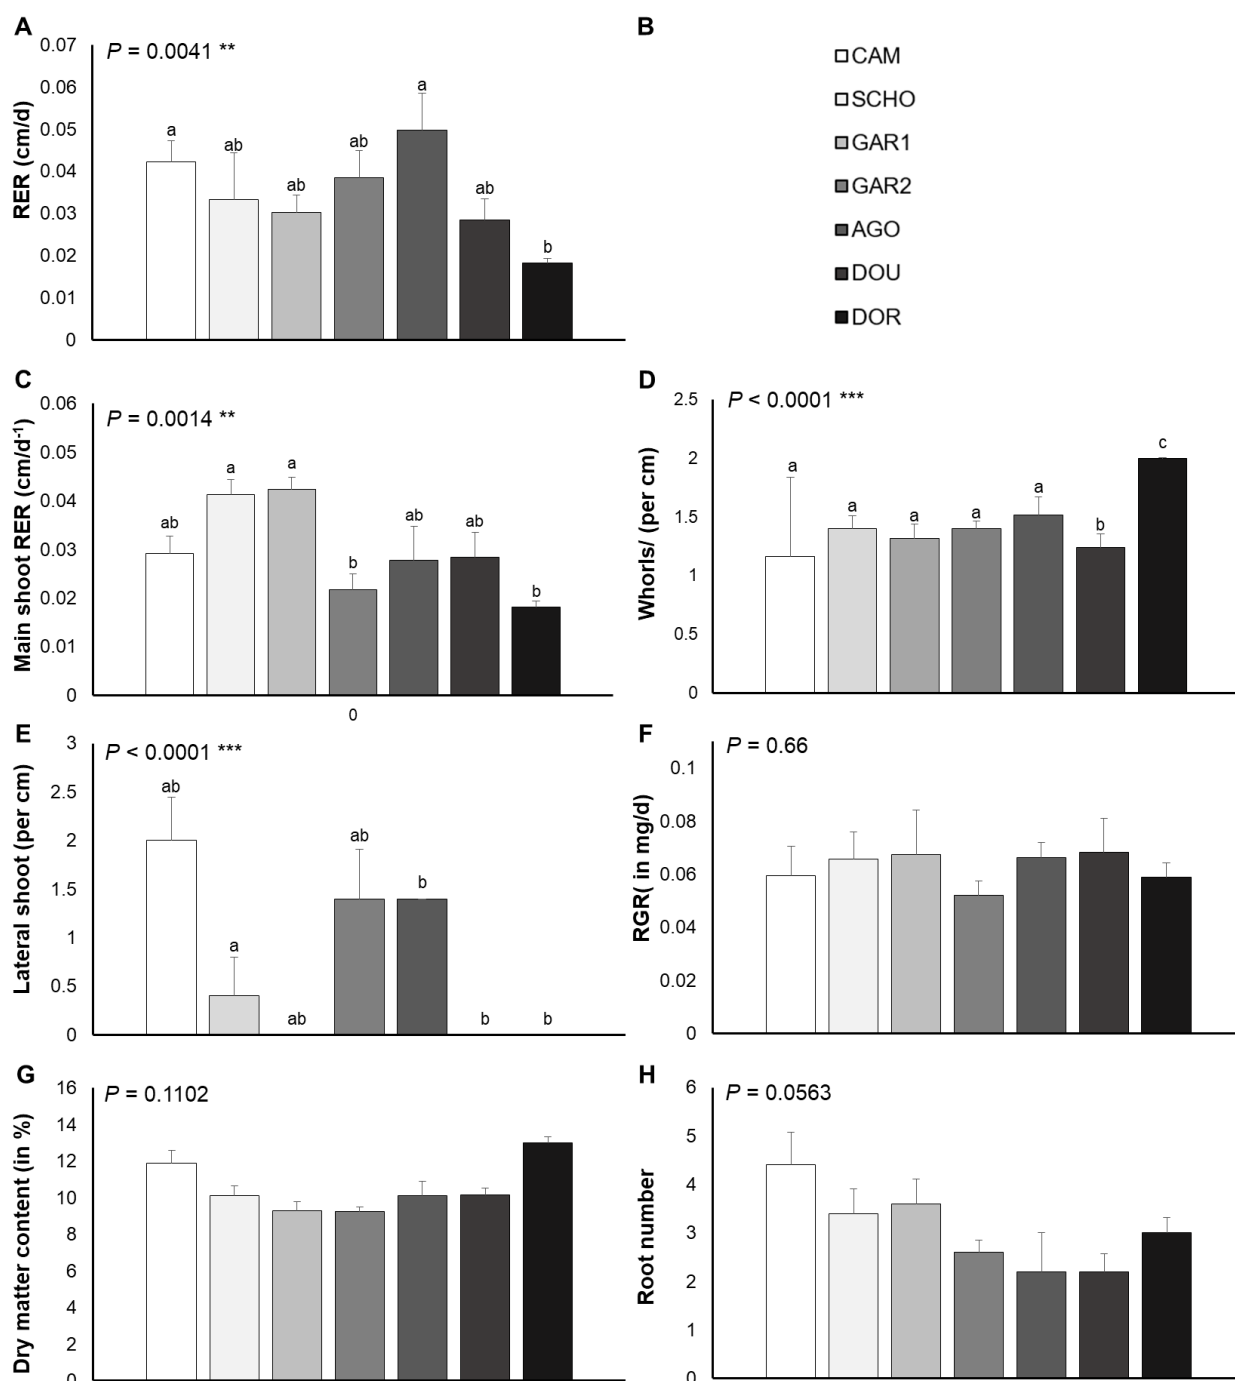 A
P = 0.0041 **
RER (cm/d)
0.07
0.06
0.05
0.04
0.03
0.02
0.01
0
a
ab
ab
ab
a
ab
b
B
CAM
SCHO
GAR1
GAR2
AGO
DOU
DOR
C
P = 0.0014 **
Main shoot RER (cm/d-1)
0.06
0.05
0.04
0.03
0.02
0.01
0
ab
a
a
b
ab
ab
b
0
D
P < 0.0001 ***
Whorls/ (per cm)
2.5
2
1.5
1
0.5
0
a
a
a
a
a
b
c
E
P < 0.0001 ***
Lateral shoot (per cm)
3
2.5
2
1.5
1
0.5
0
ab
a
ab
ab
b
b
b
F
P = 0.66
RGR( in mg/d)
0.1
0.08
0.06
0.04
0.02
0
G
P = 0.1102
Dry matter content (in %)
16
14
12
10
8
6
4
2
0
H
P = 0.0563
Root number
6
5
4
3
2
1
0